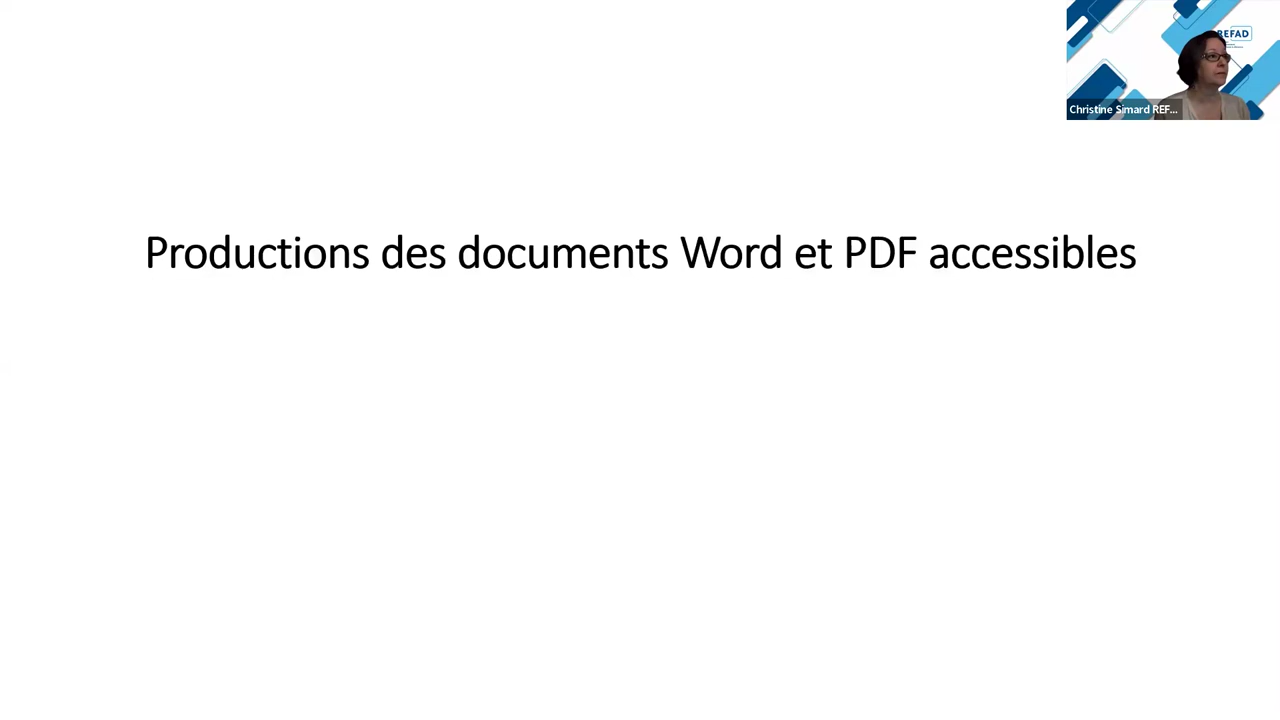 REFAD
Christine Simard REF...
Productions des documents Word et PDF accessibles